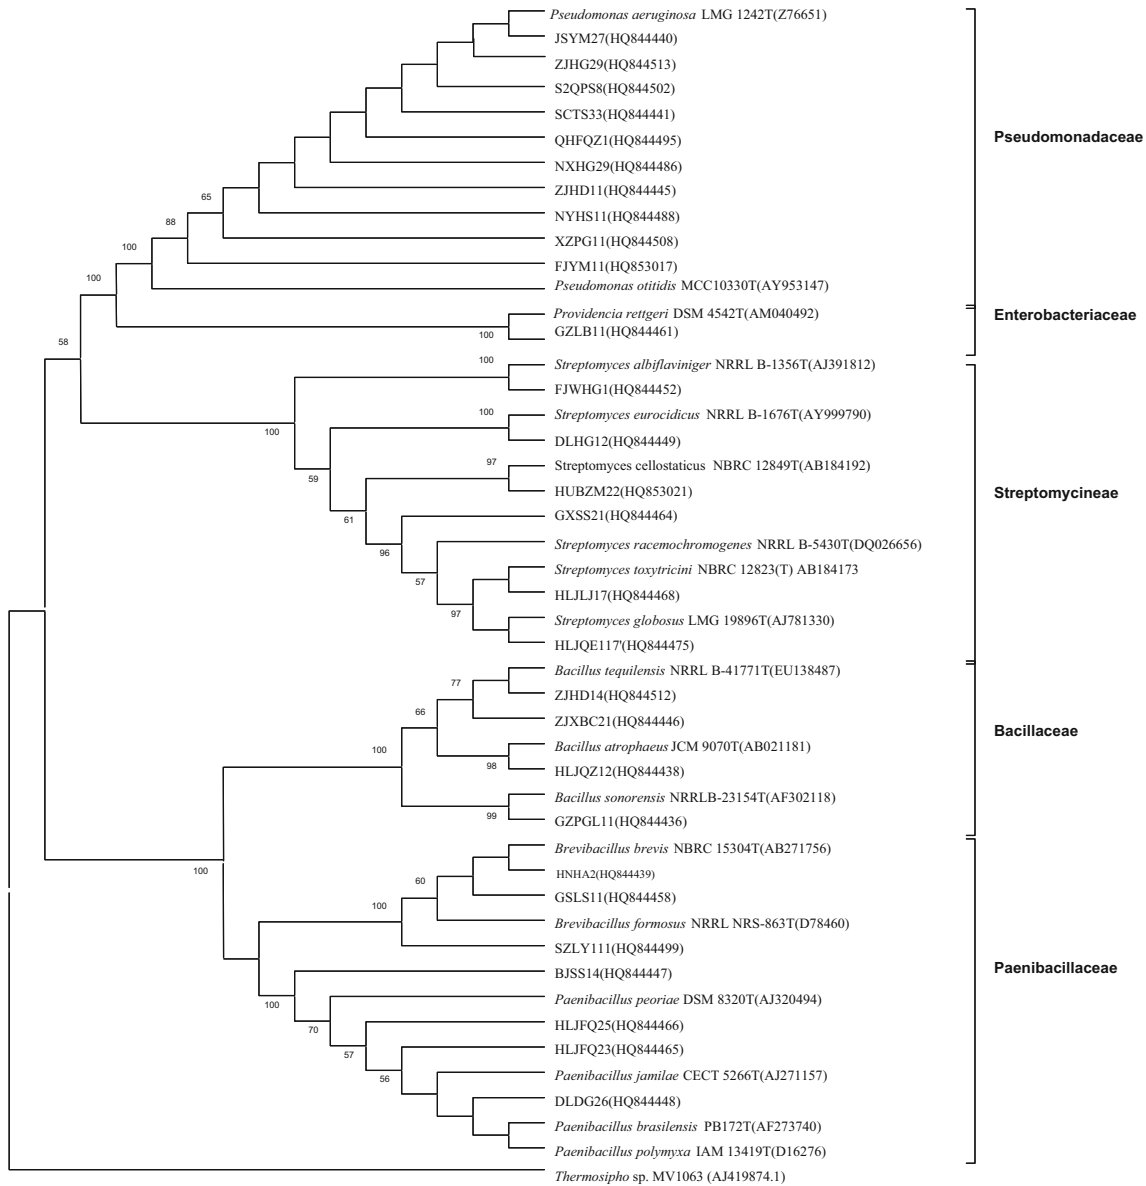 Pseudomonas aeruginosa LMG 1242T(Z76651)
JSYM27(HQ844440)
ZJHG29(HQ844513)
S2QPS8(HQ844502)
SCTS33(HQ844441)
QHFQZ1(HQ844495)
Pseudomonadaceae
NXHG29(HQ844486)
ZJHD11(HQ844445)
65
NYHS11(HQ844488)
88
XZPG11(HQ844508)
100
FJYM11(HQ853017)
100
Pseudomonas otitidis MCC10330T(AY953147)
Providencia rettgeri DSM 4542T(AM040492)
Enterobacteriaceae
GZLB11(HQ844461)
100
58
100
Streptomyces albiflaviniger NRRL B-1356T(AJ391812)
FJWHG1(HQ844452)
100
Streptomyces eurocidicus NRRL B-1676T(AY999790)
100
DLHG12(HQ844449)
97
Streptomyces cellostaticus NBRC 12849T(AB184192)
59
HUBZM22(HQ853021)
Streptomycineae
61
GXSS21(HQ844464)
96
Streptomyces racemochromogenes NRRL B-5430T(DQ026656)
57
Streptomyces toxytricini NBRC 12823(T) AB184173
HLJLJ17(HQ844468)
97
Streptomyces globosus LMG 19896T(AJ781330)
HLJQE117'(HQ844475)
Bacillus tequilensis NRRL B-41771T(EU138487)
77
ZJHD14(HQ844512)
66
ZJXBC21(HQ844446)
Bacillaceae
100
Bacillus atrophaeus JCM 9070T(AB021181)
98
HLJQZ12(HQ844438)
Bacillus sonorensis NRRLB-23154T(AF302118)
99
GZPGL11(HQ844436)
Brevibacillus brevis NBRC 15304T(AB271756)
100
HNHA2(HQ844439)
60
GSLS11(HQ844458)
100
Brevibacillus formosus NRRL NRS-863T(D78460)
SZLY111(HQ844499)
Paenibacillaceae
BJSS14(HQ844447)
100
Paenibacillus peoriae DSM 8320T(AJ320494)
70
HLJFQ25(HQ844466)
57
HLJFQ23(HQ844465)
56
Paenibacillus jamilae CECT 5266T(AJ271157)
DLDG26(HQ844448)
Paenibacillus brasilensis PB172T(AF273740)
Paenibacillus polymyxa IAM 13419T(D16276)
Thermosipho sp. MV1063 (AJ419874.1)